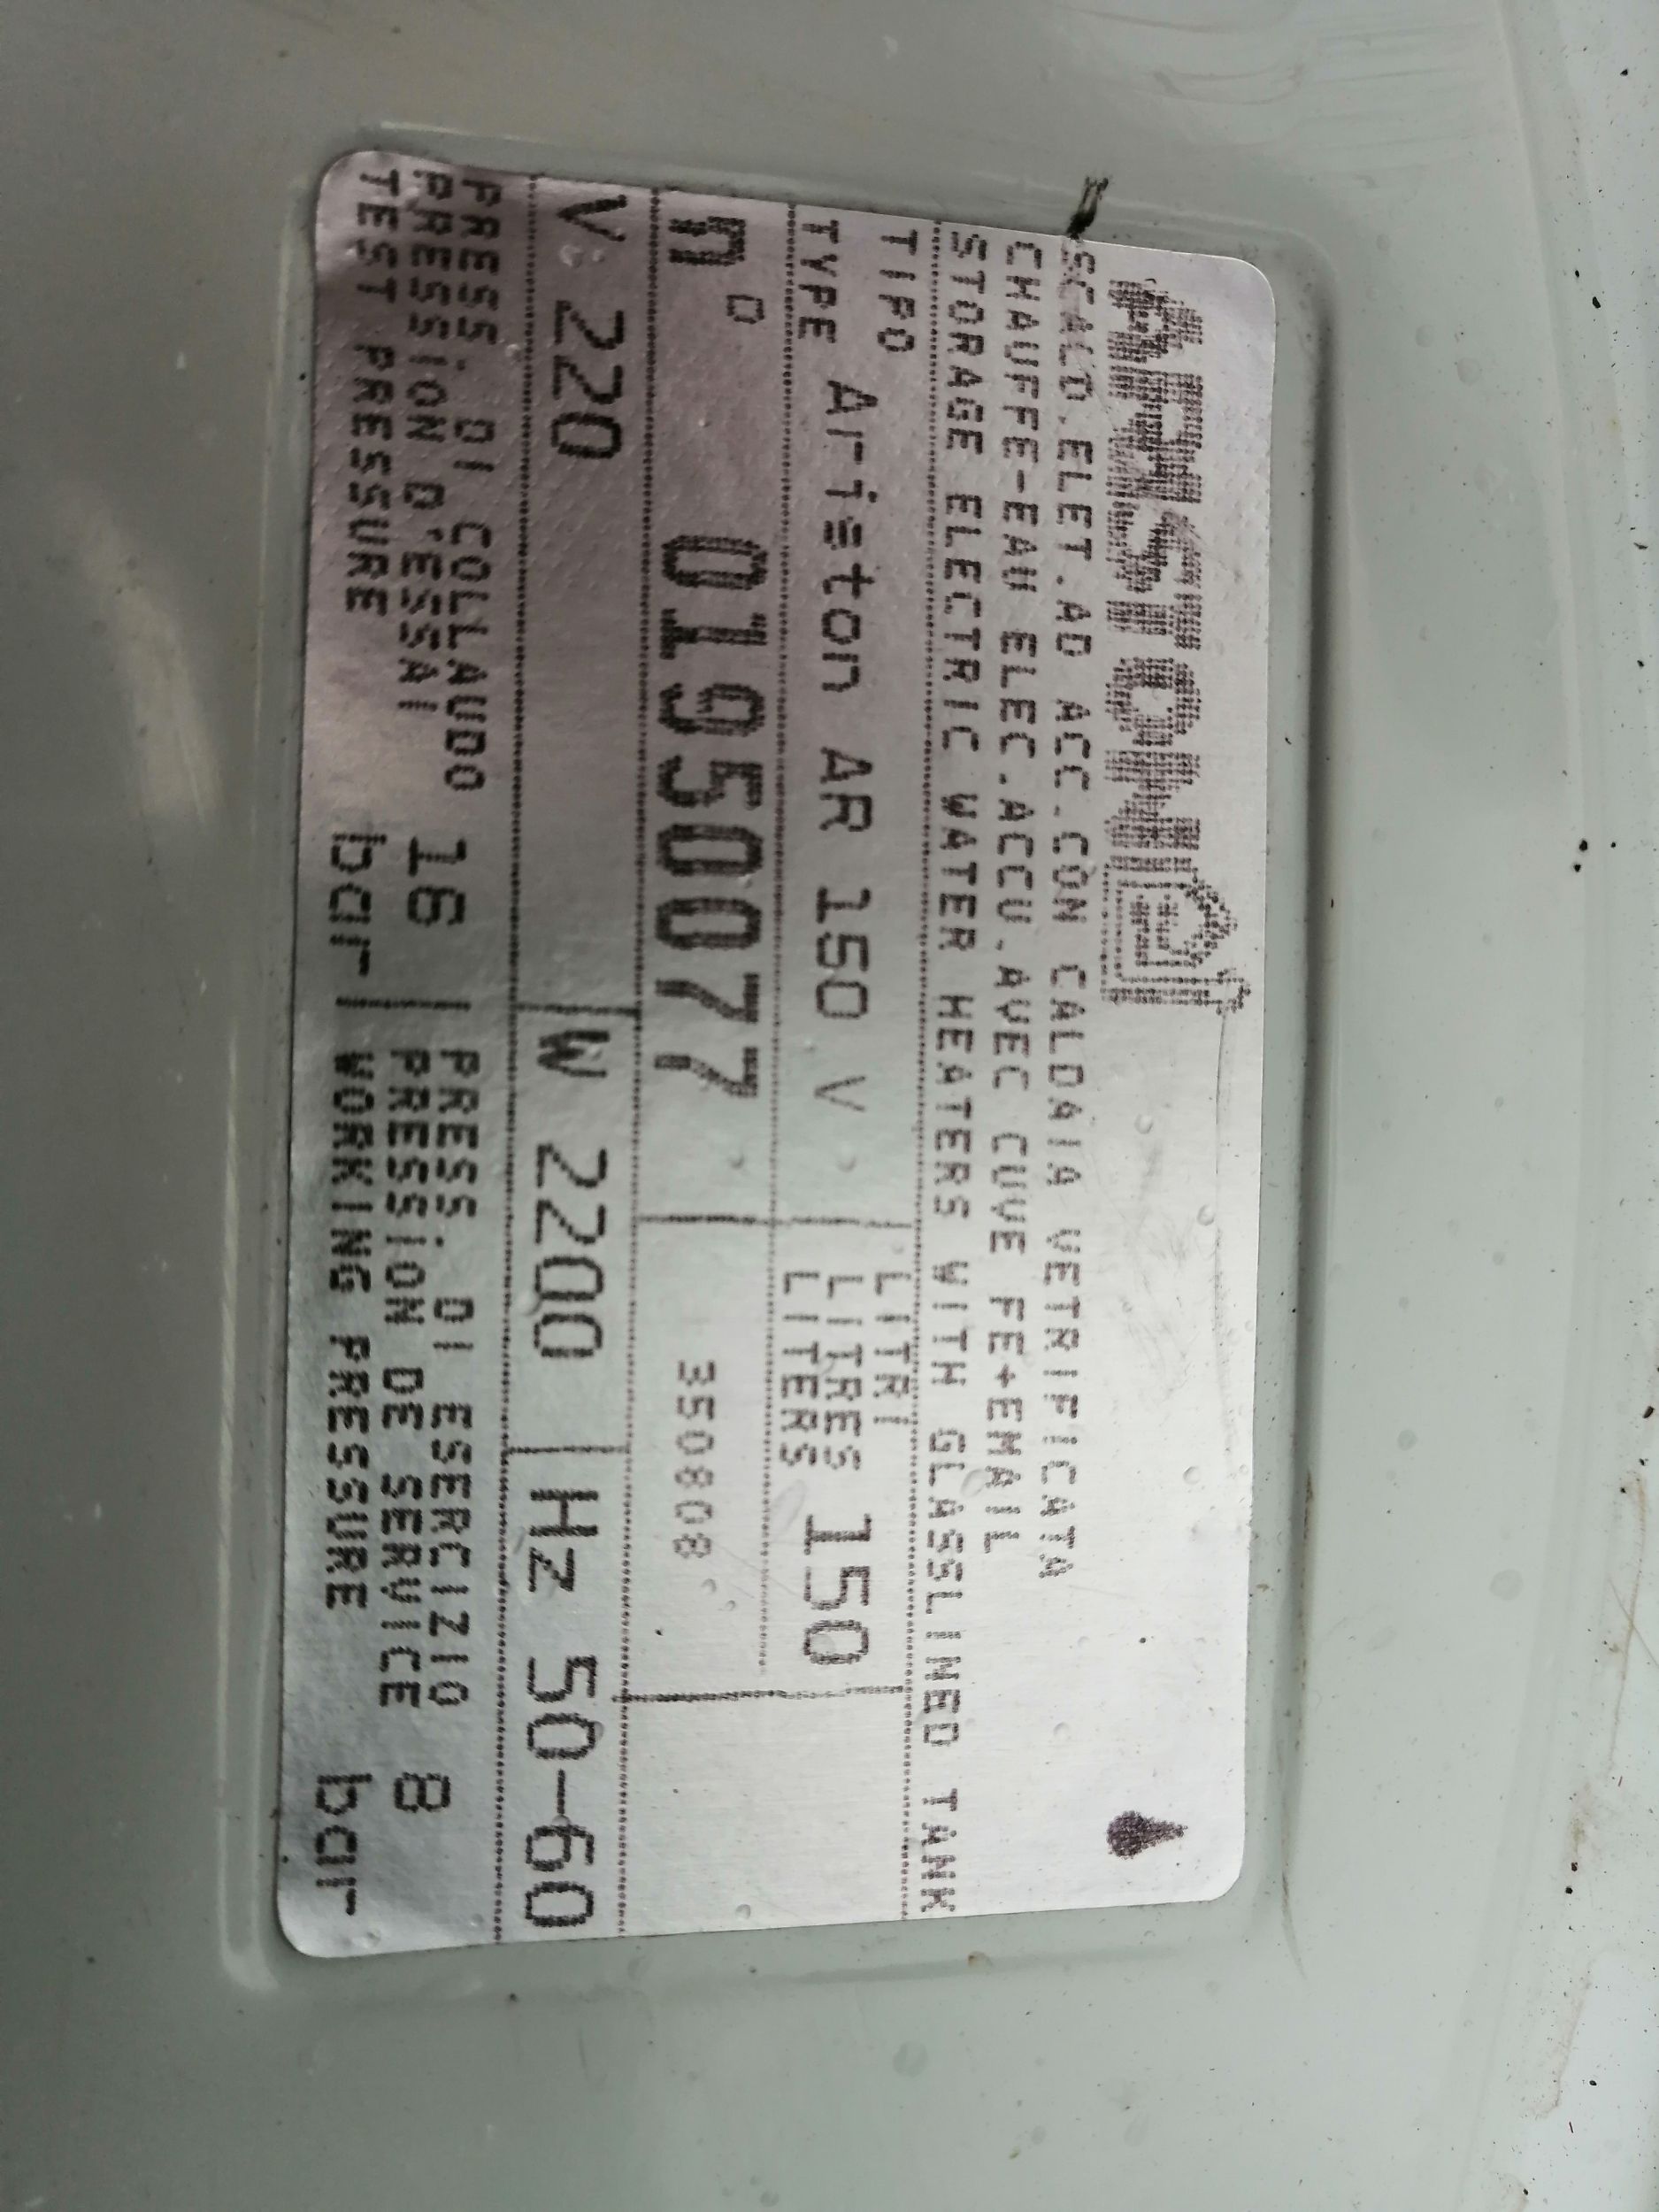 ARISTON
SCALD.ELET.AD ACC.CON CALDAIA VETRIFICATA
CHAUFFE-EAU ELEC.ACCU.AVEC CUVE FE+EMAIL
STORAGE ELECTRIC WATER HEATERS WITH GLASSLINED TANK
TIPO
TYPE Ariston AR 150 V
LITRI
LITRES
LITERS 150
n° 01950077 350808
V 220 W 2200 Hz 50-60
PRESS. DI COLLAUDO
PRESSION D'ESSAI
TEST PRESSURE
16
bar
PRESS. DI ESERCIZIO
PRESSION DE SERVICE
WORKING PRESSURE
8
bar